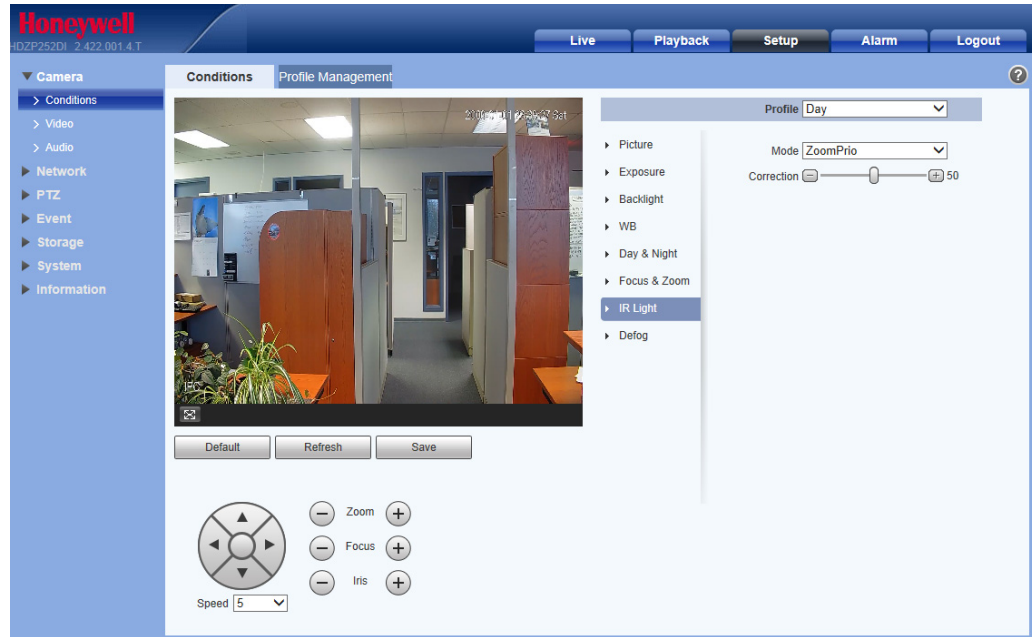 Honeywell
HDZP252DI 2.422.001.4 T
Live
Playback
Setup
Alarm
Logout
Camera
Conditions
Video
Audio
Network
PTZ
Event
Storage
System
Information
Conditions
Profile Management
?
Sat
IPC
Default
Refresh
Save
Zoom
Focus
Iris
Speed 5
Profile Day
Picture
Exposure
Backlight
WB
Day & Night
Focus & Zoom
IR Light
Defog
Mode ZoomPrio
Correction 50